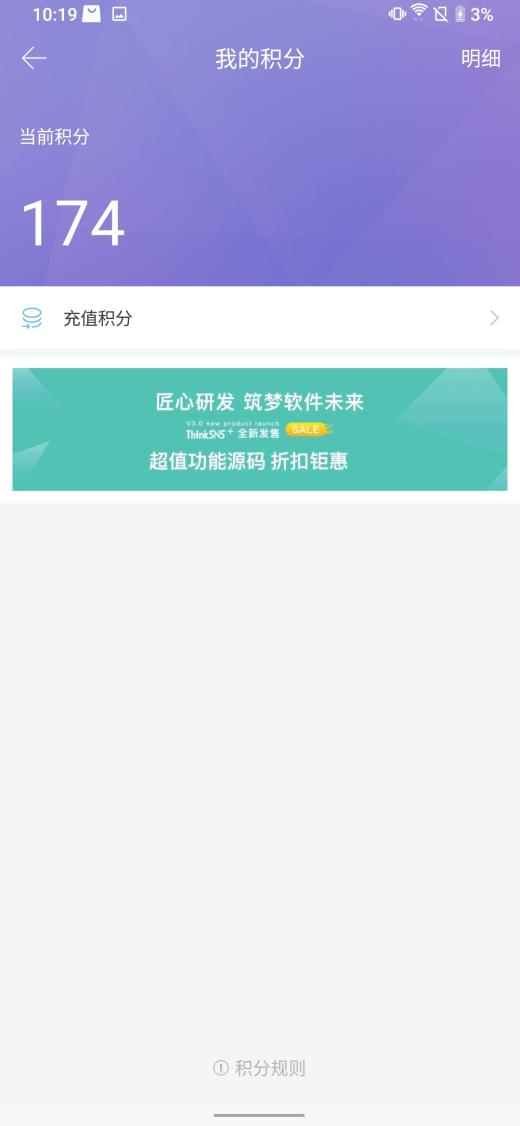 10:19
3%
我的积分
明细
当前积分
174
充值积分
匠心研发 筑梦软件未来
V3.0 new product launch
ThinkSNS+ 全新发售
SALE
超值功能源码 折扣钜惠
积分规则